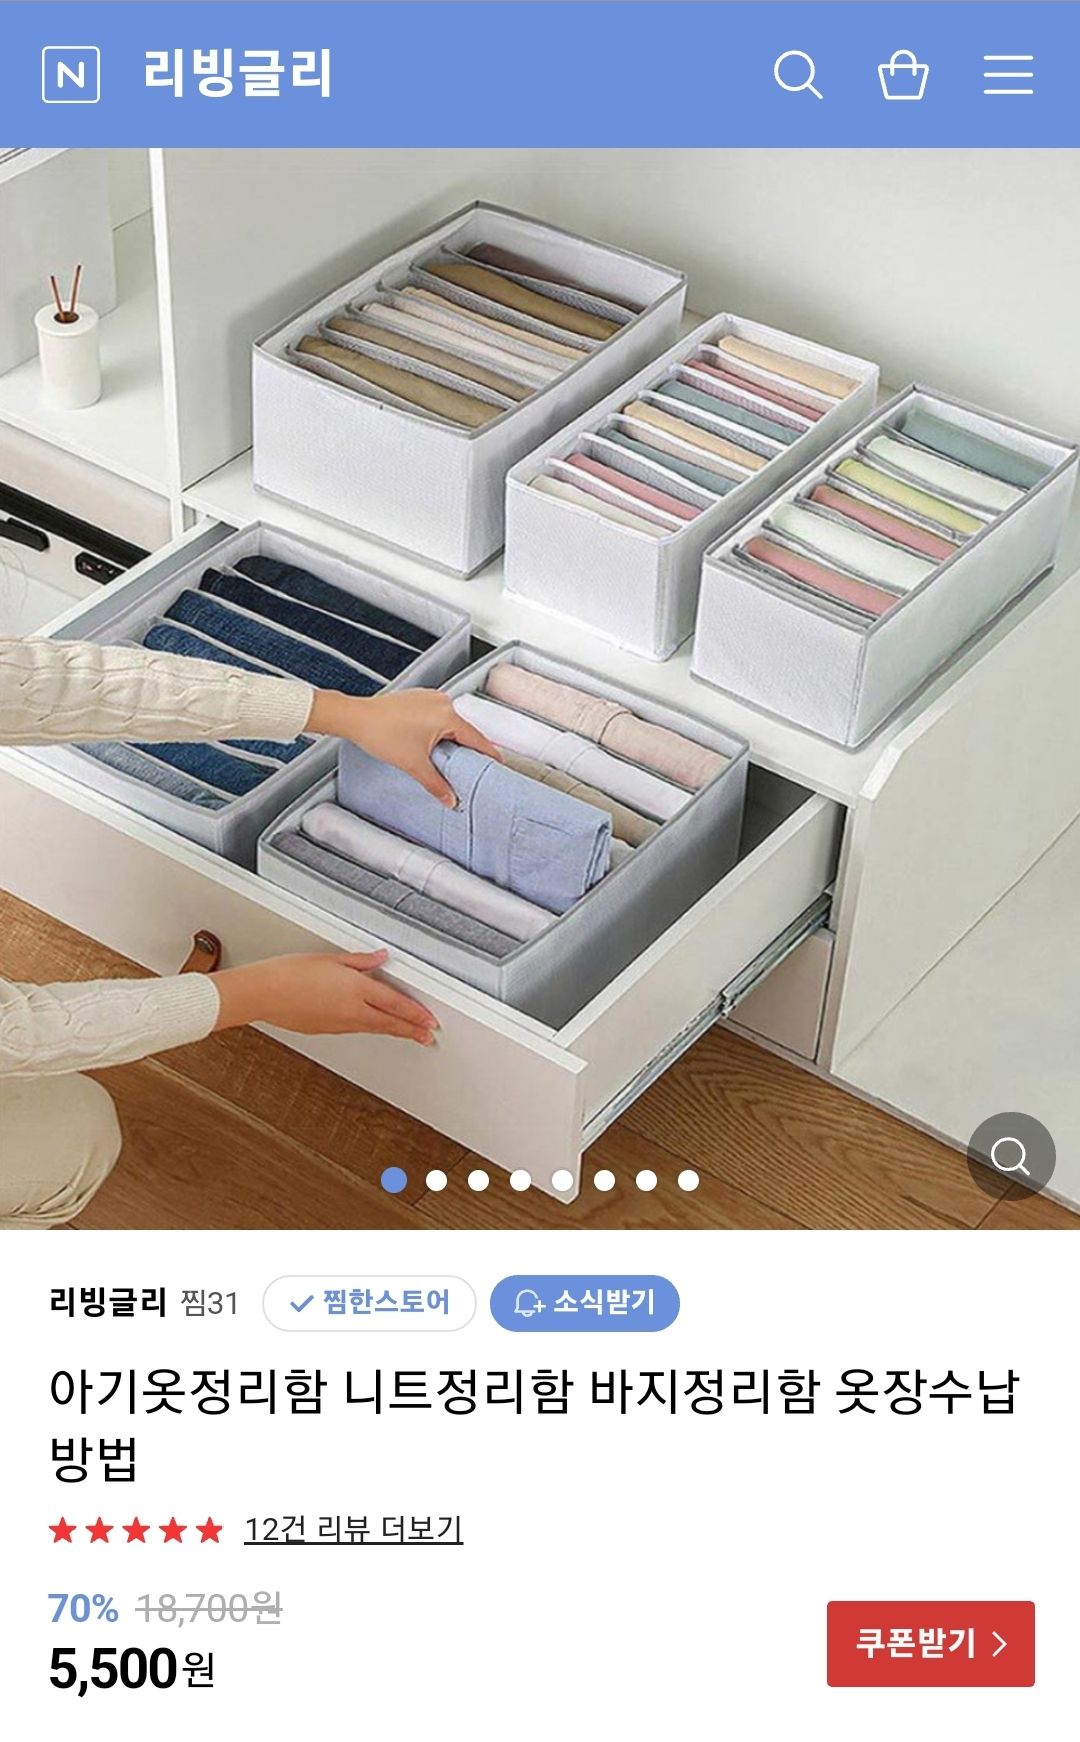 N 리빙글리
리빙글리 찜31 찜한스토어 소식받기
아기옷정리함 니트정리함 바지정리함 옷장수납
방법
12건 리뷰 더보기
70% 18,700원
5,500원
쿠폰받기